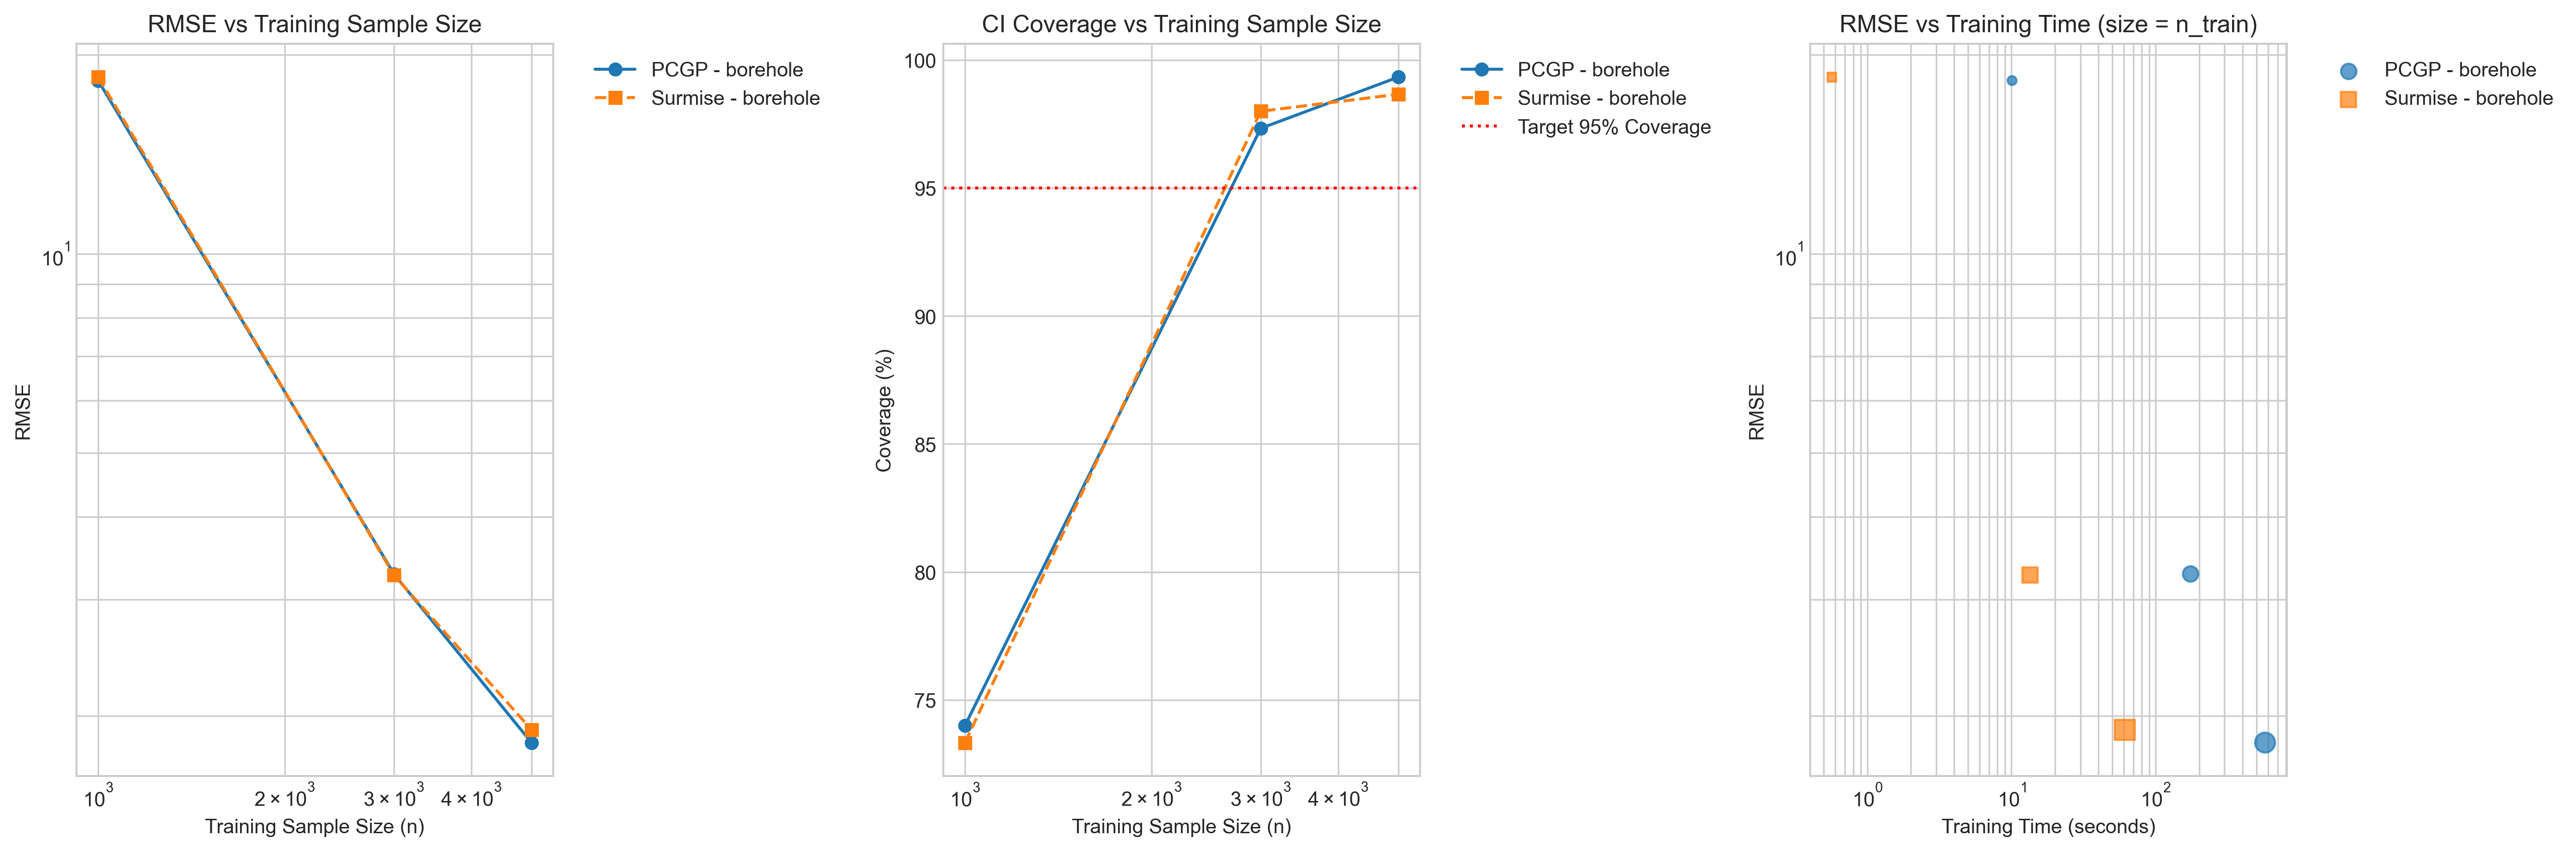 RMSE vs Training Sample Size
RMSE
10^1
10^3
2 × 10^3
3 × 10^3
4 × 10^3
Training Sample Size (n)
PCGP - borehole
Surmise - borehole
CI Coverage vs Training Sample Size
Coverage (%)
100
95
90
85
80
75
10^3
2 × 10^3
3 × 10^3
4 × 10^3
Training Sample Size (n)
PCGP - borehole
Surmise - borehole
Target 95% Coverage
RMSE vs Training Time (size = n_train)
RMSE
10^1
10^0
10^1
10^2
Training Time (seconds)
PCGP - borehole
Surmise - borehole